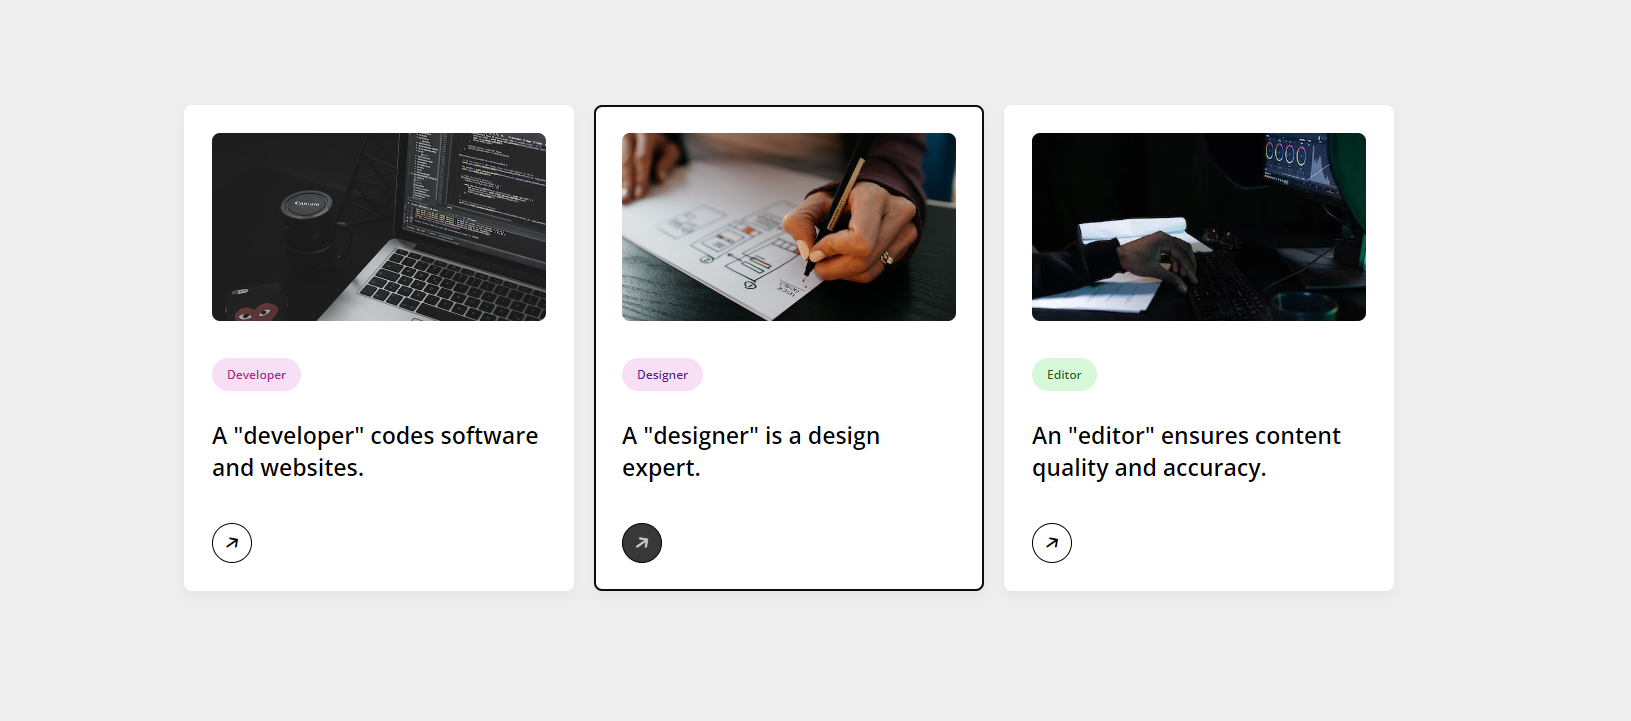 Canon
Developer
A "developer" codes software
and websites.
Designer
A "designer" is a design
expert.
Editor
An "editor" ensures content
quality and accuracy.